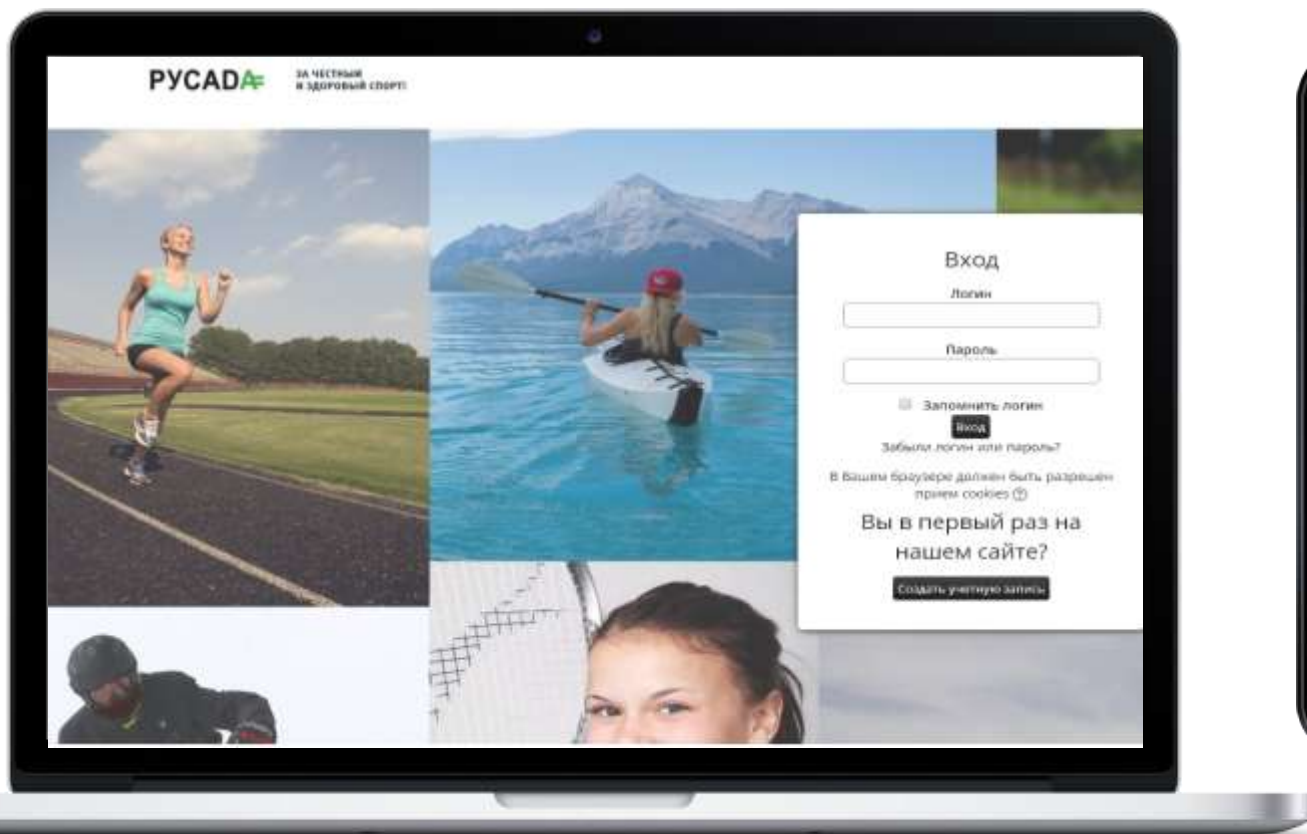 РУСАDА
ЗА ЧЕСТНЫЙ
И ЗДОРОВЫЙ СПОРТ!
Вход
Логин
Пароль
Запомнить логин
Вход
Забыли логин или пароль?
В Вашем браузере должен быть разрешен
прием cookies
Вы в первый раз на
нашем сайте?
Создать учетную запись